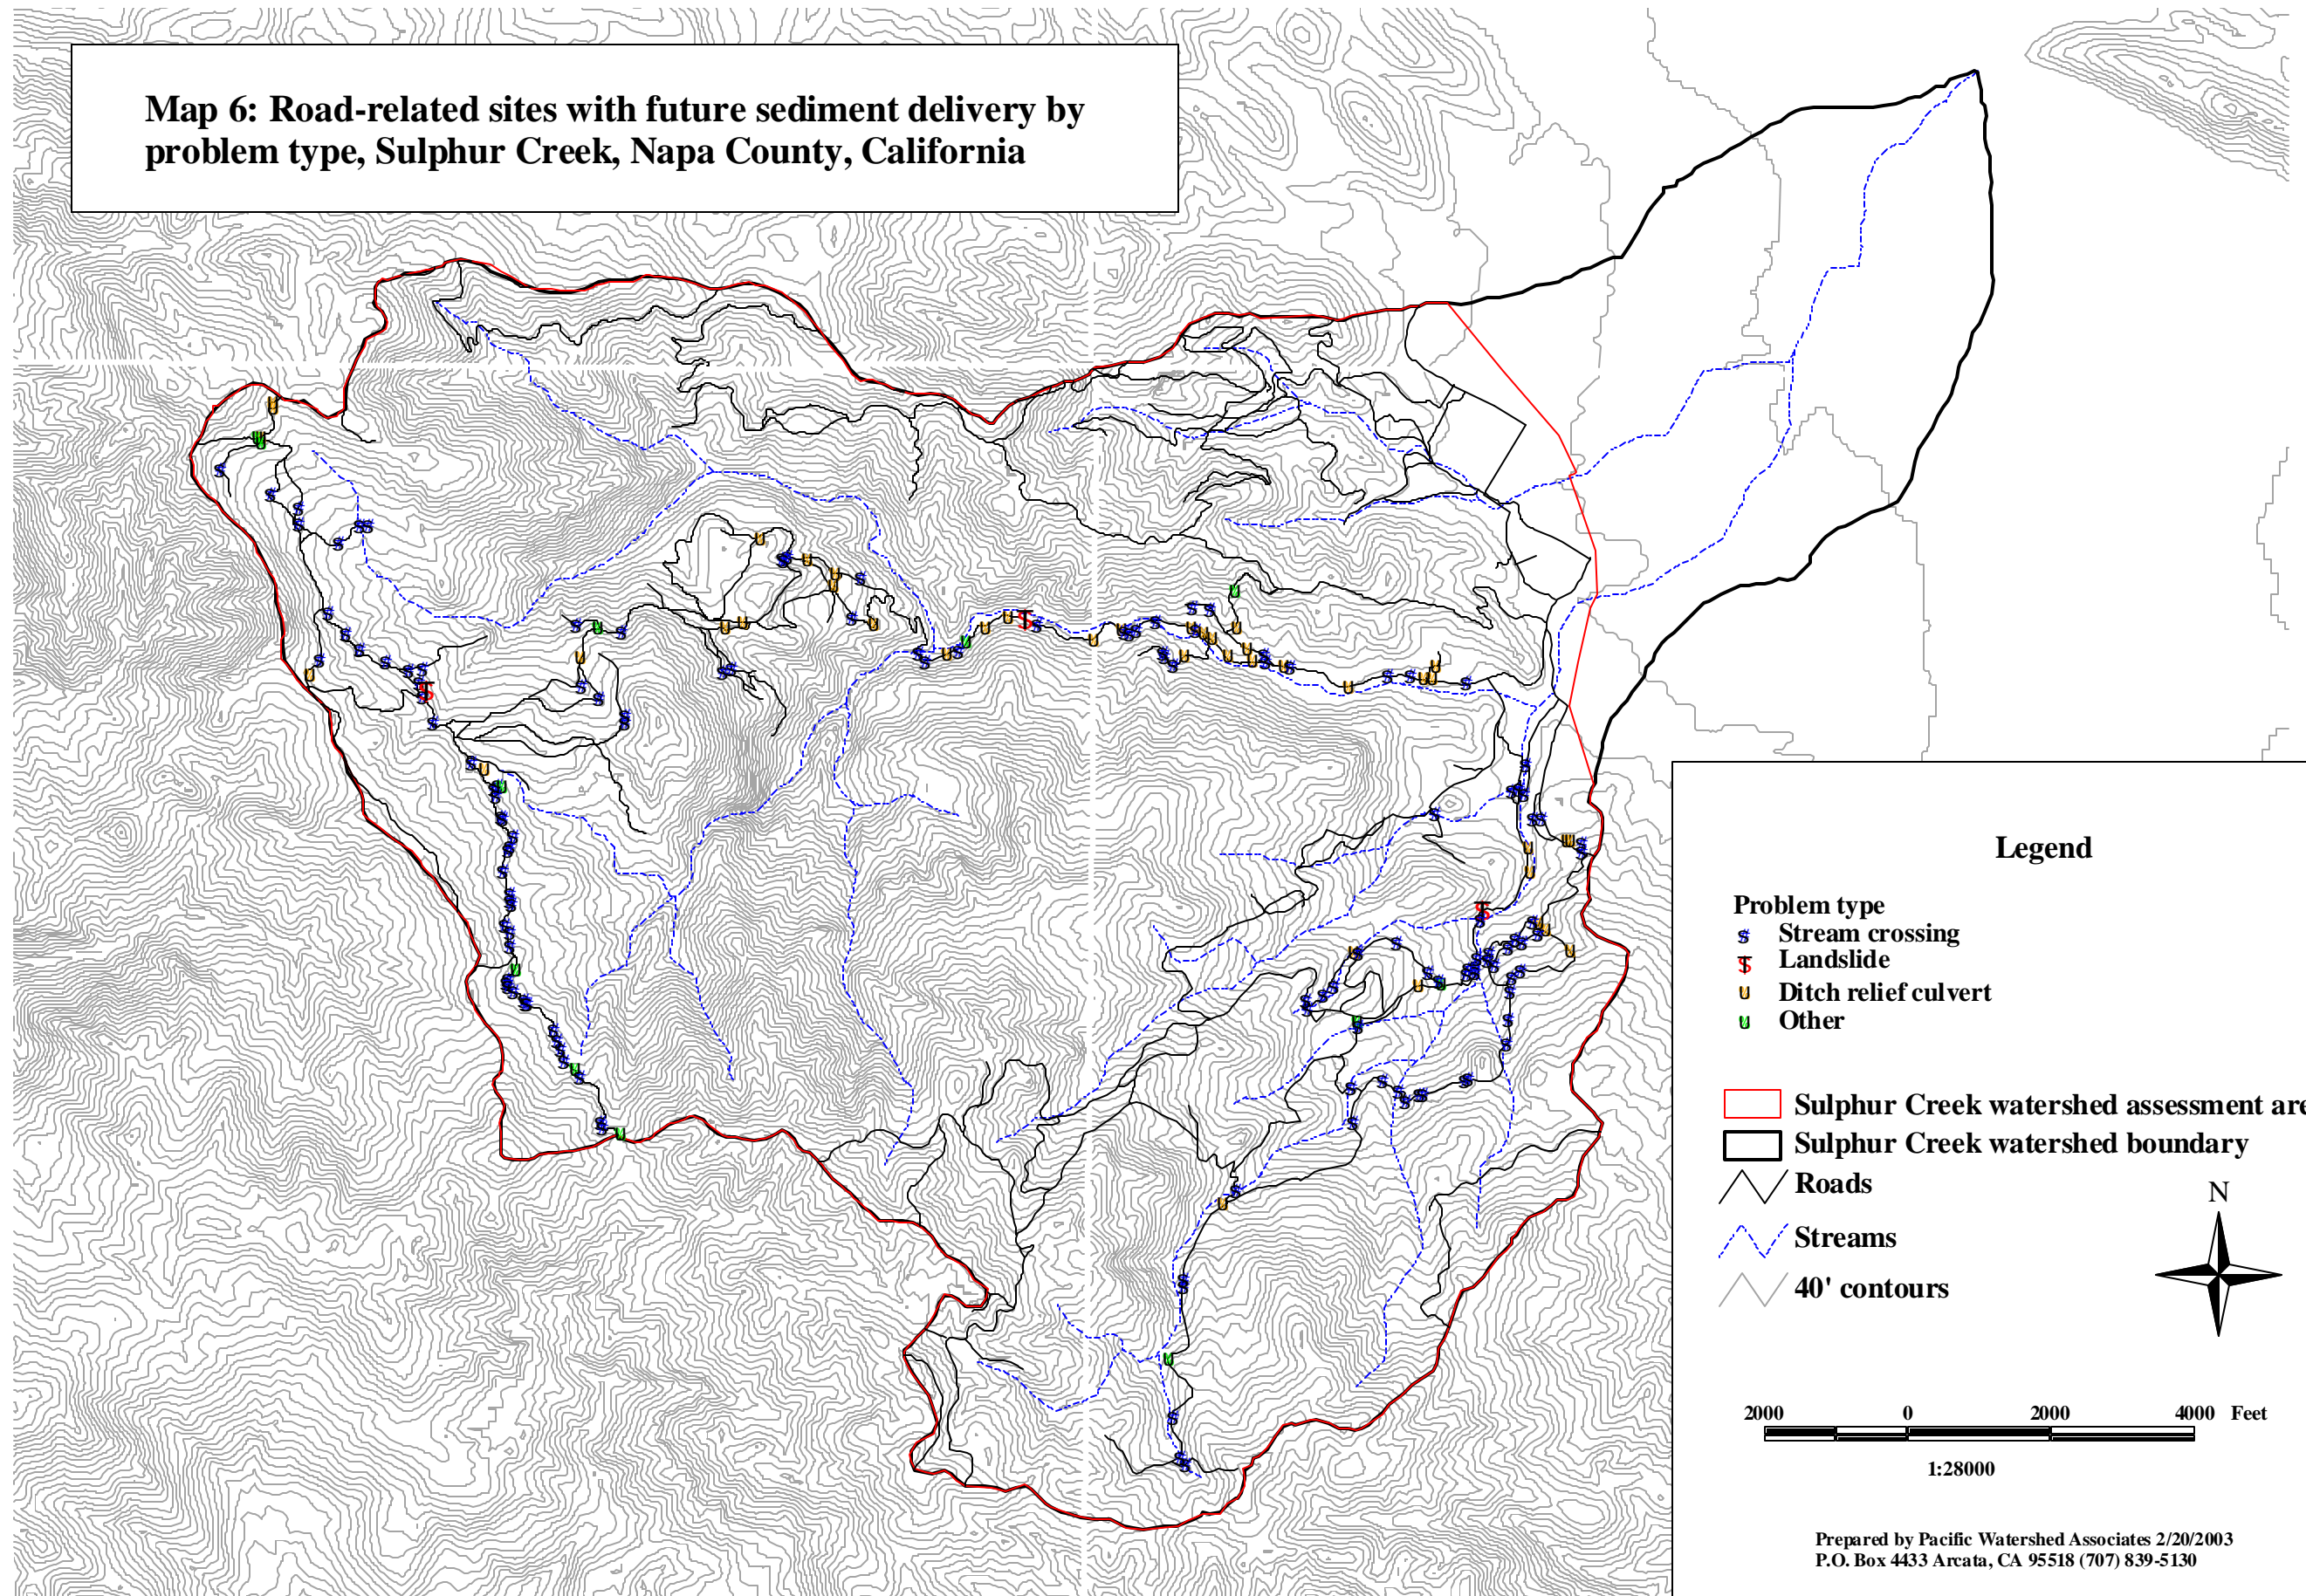 Map 6: Road-related sites with future sediment delivery by
problem type, Sulphur Creek, Napa County, California
Legend
Problem type
Stream crossing
Landslide
Ditch relief culvert
Other
Sulphur Creek watershed assessment are
Sulphur Creek watershed boundary
Roads
Streams
40' contours
N
2000 0 2000 4000 Feet
1:28000
Prepared by Pacific Watershed Associates 2/20/2003
P.O. Box 4433 Arcata, CA 95518 (707) 839-5130